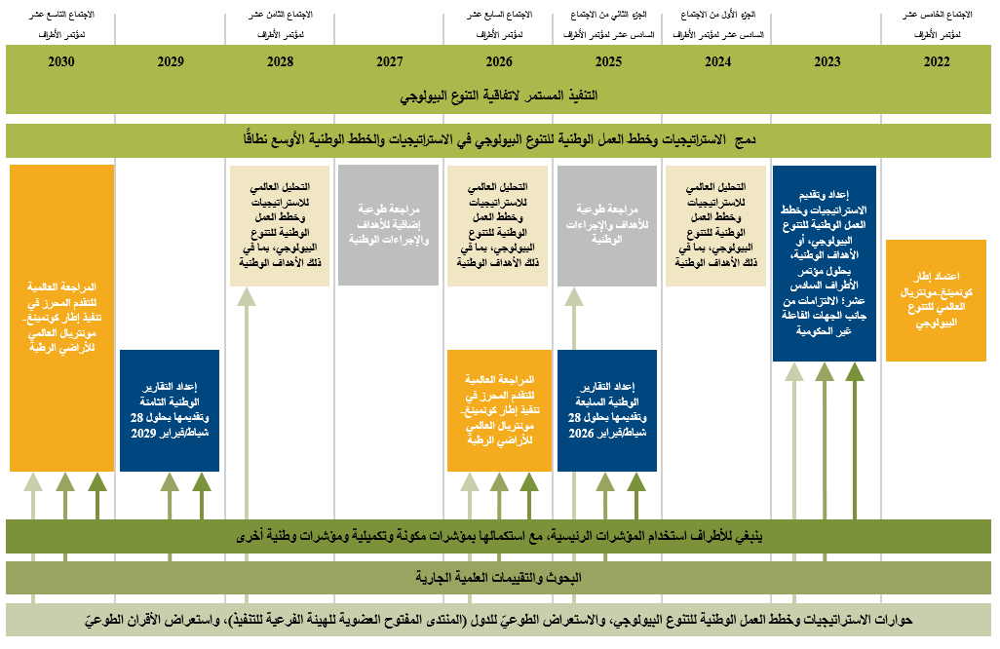 الاجتماع الخامس عشر
لمؤتمر الأطراف
الجزء الأول من الاجتماع
السادس عشر لمؤتمر الأطراف
الجزء الثاني من الاجتماع
السادس عشر لمؤتمر الأطراف
الاجتماع السابع عشر
لمؤتمر الأطراف
الاجتماع الثامن عشر
لمؤتمر الأطراف
الاجتماع التاسع عشر
لمؤتمر الأطراف
2022
2023
2024
2025
2026
2027
2028
2029
2030
التنفيذ المستمر لاتفاقية التنوع البيولوجي
دمج الاستراتيجيات وخطط العمل الوطنية للتنوع البيولوجي في الاستراتيجيات والخطط الوطنية الأوسع نطاقًا
اعتماد إطار
كونمينغ-مونتريال
العالمي للتنوع
البيولوجي
إعداد وتقديم
الاستراتيجيات وخطط
العمل الوطنية للتنوع
البيولوجي، أو
الأهداف الوطنية،
بحلول مؤتمر
الأطراف السادس
عشر؛ الالتزامات من
جانب الجهات الفاعلة
غير الحكومية
التحليل العالمي
للاستراتيجيات
وخطط العمل
الوطنية للتنوع
البيولوجي، بما في
ذلك الأهداف الوطنية
مراجعة طوعية
للأهداف والإجراءات
الوطنية
التحليل العالمي
للاستراتيجيات
وخطط العمل
الوطنية للتنوع
البيولوجي، بما في
ذلك الأهداف الوطنية
مراجعة طوعية
إضافية للأهداف
والإجراءات الوطنية
التحليل العالمي
للاستراتيجيات
وخطط العمل
الوطنية للتنوع
البيولوجي، بما في
ذلك الأهداف الوطنية
المراجعة العالمية
للتقدم المحرز في
تنفيذ إطار كونمينغ-
مونتريال العالمي
للأراضي الرطبة
إعداد التقارير
الوطنية السابعة
وتقديمها بحلول 28
شباط/فبراير 2026
المراجعة العالمية
للتقدم المحرز في
تنفيذ إطار كونمينغ-
مونتريال العالمي
للأراضي الرطبة
إعداد التقارير
الوطنية الثامنة
وتقديمها بحلول 28
شباط/فبراير 2029
ينبغي للأطراف استخدام المؤشرات الرئيسية، مع استكمالها بمؤشرات مكونة وتكميلية ومؤشرات وطنية أخرى
البحوث والتقييمات العلمية الجارية
حوارات الاستراتيجيات وخطط العمل الوطنية للتنوع البيولوجي، والاستعراض الطوعيّ للدول (المنتدى المفتوح العضوية للهيئة الفرعية للتنفيذ)، واستعراض الأقران الطوعيّ